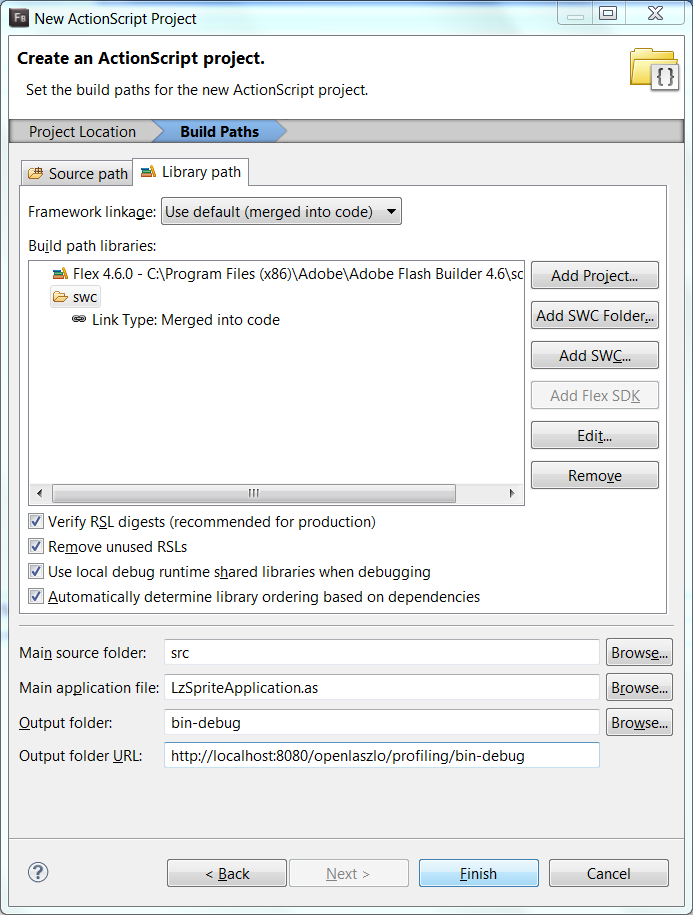 Fb New ActionScript Project
Create an ActionScript project.
Set the build paths for the new ActionScript project.
{}
Project Location Build Paths
Source path Library path
Framework linkage: Use default (merged into code)
Build path libraries:
Flex 4.6.0 - C:\Program Files (x86)\Adobe\Adobe Flash Builder 4.6\sc
Add Project...
swc
Add SWC Folder...
Link Type: Merged into code
Add SWC...
Add Flex SDK
Edit...
Remove
Verify RSL digests (recommended for production)
Remove unused RSLs
Use local debug runtime shared libraries when debugging
Automatically determine library ordering based on dependencies
Main source folder: src Browse...
Main application file: LzSpriteApplication.as Browse...
Output folder: bin-debug Browse...
Output folder URL: http://localhost:8080/openlaszlo/profiling/bin-debug
? < Back Next > Finish Cancel